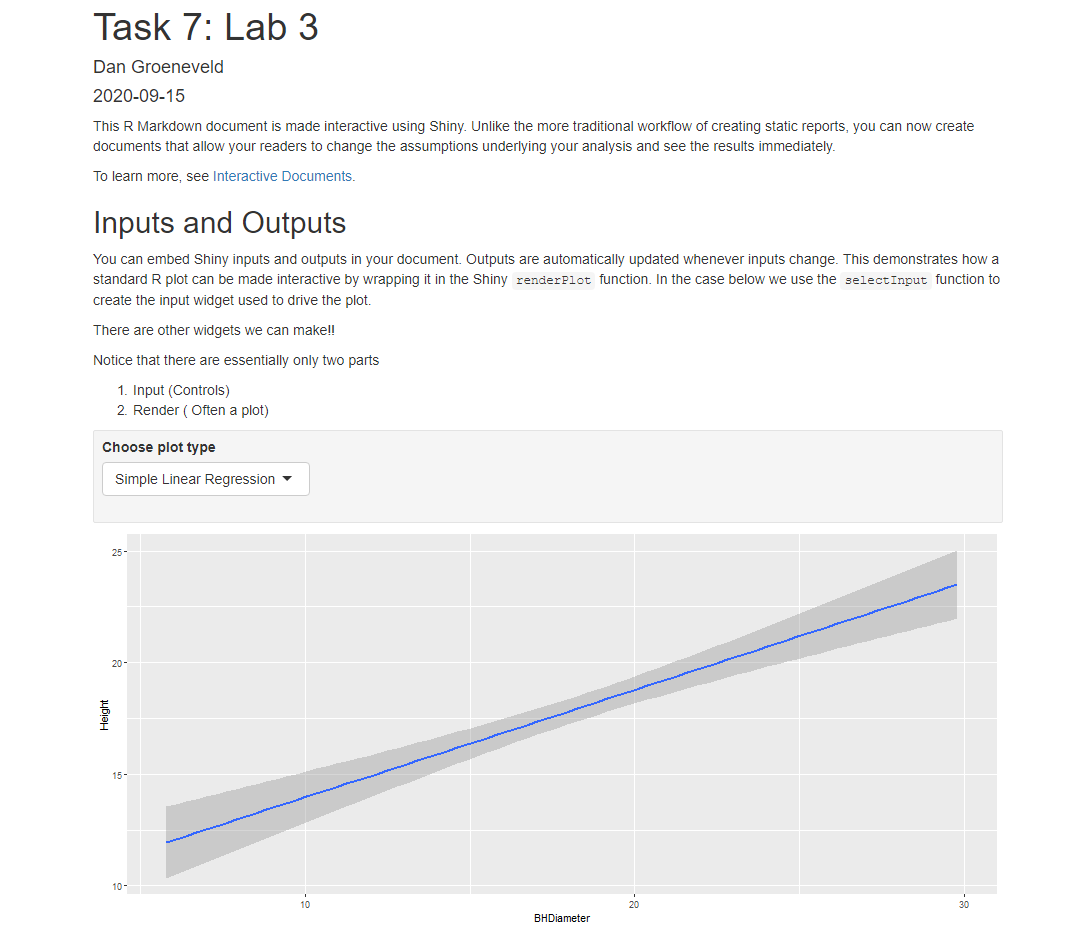 Task 7: Lab 3
Dan Groeneveld
2020-09-15
This R Markdown document is made interactive using Shiny. Unlike the more traditional workflow of creating static reports, you can now create
documents that allow your readers to change the assumptions underlying your analysis and see the results immediately.
To learn more, see Interactive Documents.
Inputs and Outputs
You can embed Shiny inputs and outputs in your document. Outputs are automatically updated whenever inputs change. This demonstrates how a
standard R plot can be made interactive by wrapping it in the Shiny renderPlot function. In the case below we use the selectInput function to
create the input widget used to drive the plot.
There are other widgets we can make!!
Notice that there are essentially only two parts
1. Input (Controls)
2. Render ( Often a plot)
Choose plot type
Simple Linear Regression
25
20
Height
15
10
10 20 30
BHDiameter